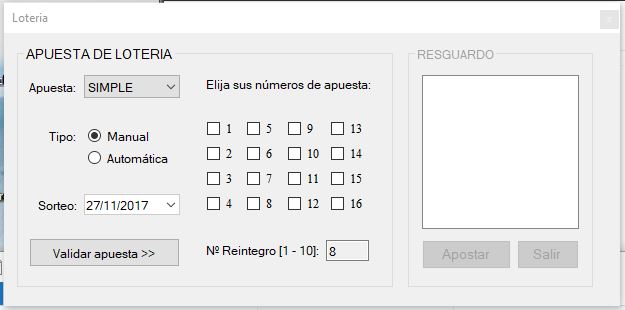 Lotería
APUESTA DE LOTERIA
Apuesta: SIMPLE
Tipo: Manual
Automática
Sorteo: 27/11/2017
Validar apuesta >>
Elija sus números de apuesta:
1 5 9 13
2 6 10 14
3 7 11 15
4 8 12 16
Nº Reintegro [1 - 10]: 8
RESGUARDO
Apostar Salir